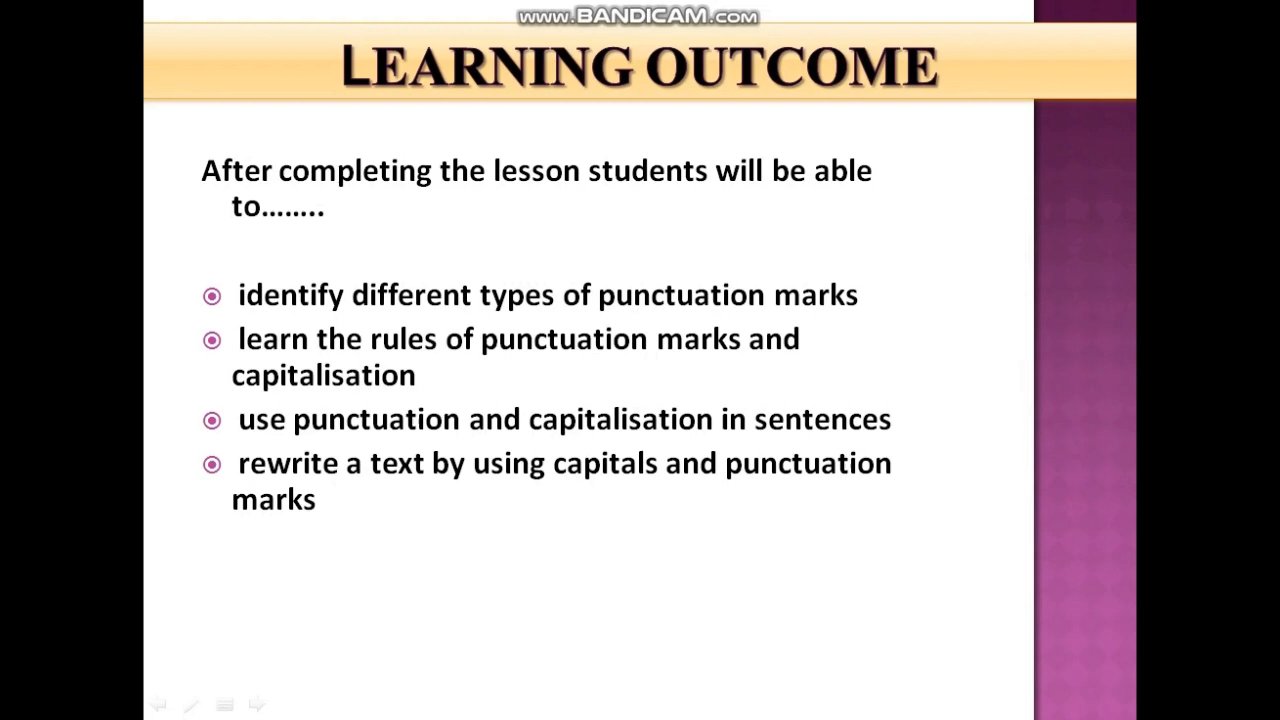 www.BANDICAM.com
LEARNING OUTCOME
After completing the lesson students will be able
to……..
identify different types of punctuation marks
learn the rules of punctuation marks and
capitalisation
use punctuation and capitalisation in sentences
rewrite a text by using capitals and punctuation
marks